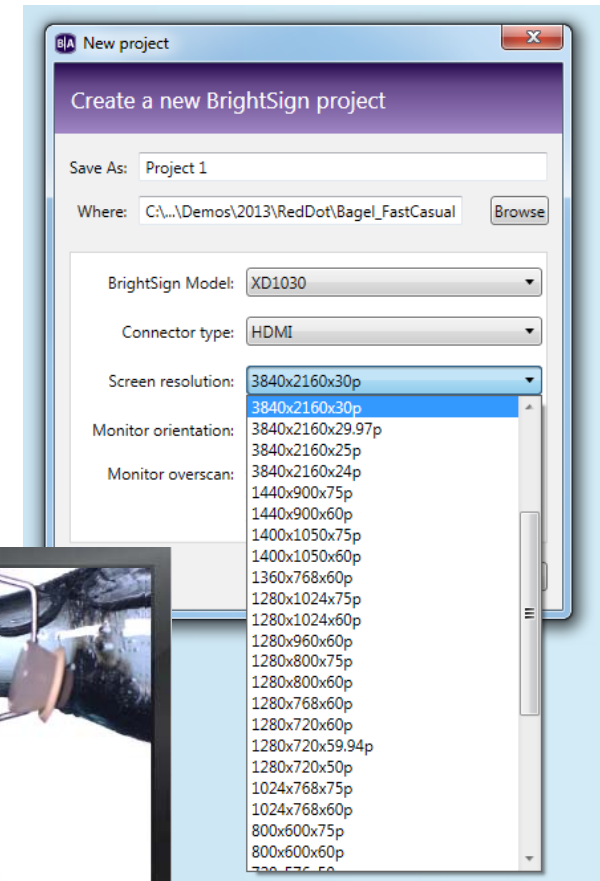 B|A New project
Create a new BrightSign project
Save As: Project 1
Where: C:\...\Demos\2013\RedDot\Bagel_FastCasual Browse
BrightSign Model: XD1030
Connector type: HDMI
Screen resolution: 3840x2160x30p
3840x2160x30p
Monitor orientation: 3840x2160x29.97p
3840x2160x25p
Monitor overscan: 3840x2160x24p
1440x900x75p
1440x900x60p
1400x1050x75p
1400x1050x60p
1360x768x60p
1280x1024x75p
1280x1024x60p
1280x960x60p
1280x800x75p
1280x800x60p
1280x768x60p
1280x720x60p
1280x720x59.94p
1280x720x50p
1024x768x75p
1024x768x60p
800x600x75p
800x600x60p